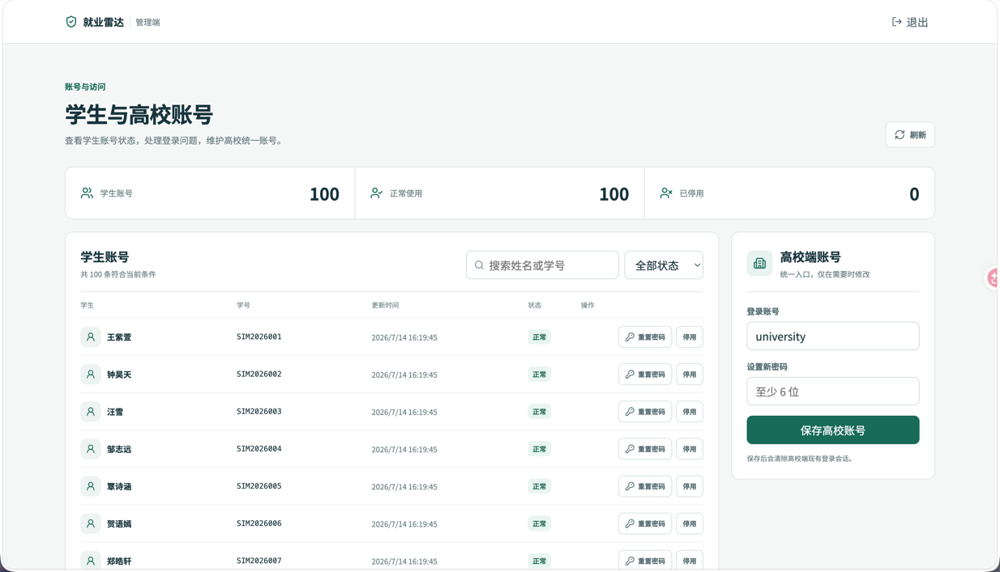 就业雷达 管理端
退出
账号与访问
学生与高校账号
查看学生账号状态，处理登录问题，维护高校统一账号。
刷新
学生账号 100
正常使用 100
已停用 0
学生账号
共 100 条符合当前条件
搜索姓名或学号
全部状态
学生 学号 更新时间 状态 操作
王紫萱 SIM2026001 2026/7/14 16:19:45 正常 重置密码 停用
钟昊天 SIM2026002 2026/7/14 16:19:45 正常 重置密码 停用
汪雪 SIM2026003 2026/7/14 16:19:45 正常 重置密码 停用
邹志远 SIM2026004 2026/7/14 16:19:45 正常 重置密码 停用
覃诗涵 SIM2026005 2026/7/14 16:19:45 正常 重置密码 停用
贺语嫣 SIM2026006 2026/7/14 16:19:45 正常 重置密码 停用
郑皓轩 SIM2026007 2026/7/14 16:19:45 正常 重置密码 停用
高校端账号
统一入口，仅在需要时修改
登录账号
university
设置新密码
至少 6 位
保存高校账号
保存后会清除高校端现有登录会话。